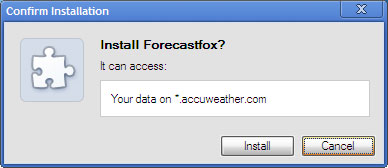 Confirm Installation
Install Forecastfox?
It can access:
Your data on *.accuweather.com
Install
Cancel